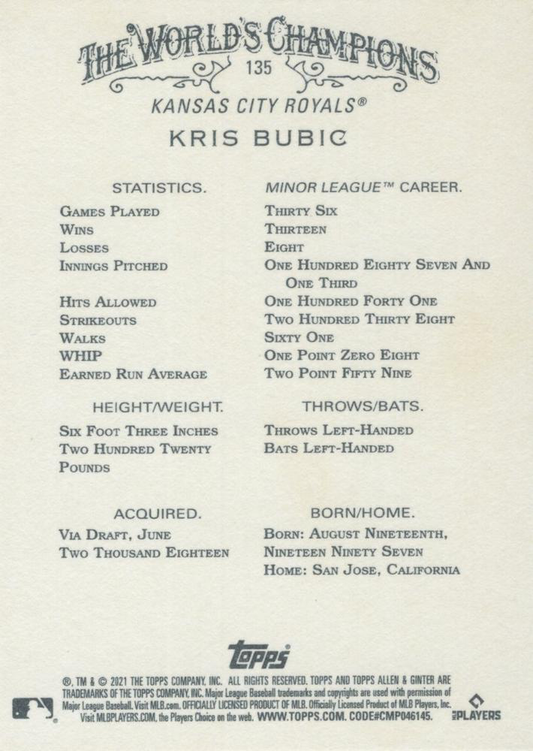 THE WORLD'S CHAMPIONS
135
KANSAS CITY ROYALS®
KRIS BUBIC
STATISTICS. MINOR LEAGUE™ CAREER.
GAMES PLAYED THIRTY SIX
WINS THIRTEEN
LOSSES EIGHT
INNINGS PITCHED ONE HUNDRED EIGHTY SEVEN AND
ONE THIRD
HITS ALLOWED ONE HUNDRED FORTY ONE
STRIKEOUTS TWO HUNDRED THIRTY EIGHT
WALKS SIXTY ONE
WHIP ONE POINT ZERO EIGHT
EARNED RUN AVERAGE TWO POINT FIFTY NINE
HEIGHT/WEIGHT. THROWS/BATS.
SIX FOOT THREE INCHES THROWS LEFT-HANDED
TWO HUNDRED TWENTY BATS LEFT-HANDED
POUNDS
ACQUIRED. BORN/HOME.
VIA DRAFT, JUNE BORN: AUGUST NINETEENTH,
TWO THOUSAND EIGHTEEN NINETEEN NINETY SEVEN
HOME: SAN JOSE, CALIFORNIA
Topps®
®, TM & © 2021 THE TOPPS COMPANY, INC. ALL RIGHTS RESERVED. TOPPS AND TOPPS ALLEN & GINTER ARE
TRADEMARKS OF THE TOPPS COMPANY, INC. Major League Baseball trademarks and copyrights are used with permission of
Major League Baseball. Visit MLB.com. OFFICIALLY LICENSED PRODUCT OF MLB. Officially Licensed Product of MLB Players, Inc.
Visit MLBPLAYERS.COM, the Players Choice on the web. WWW.TOPPS.COM. CODE#CMP046145.
MLBPLAYERS